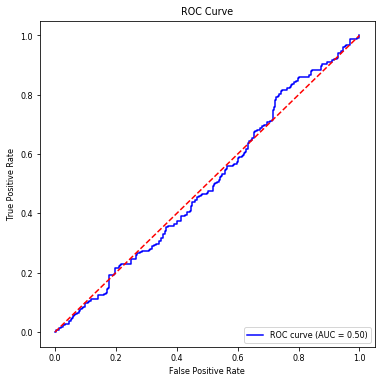 ROC Curve
True Positive Rate
1.0
0.8
0.6
0.4
0.2
0.0
0.0 0.2 0.4 0.6 0.8 1.0
False Positive Rate
ROC curve (AUC = 0.50)